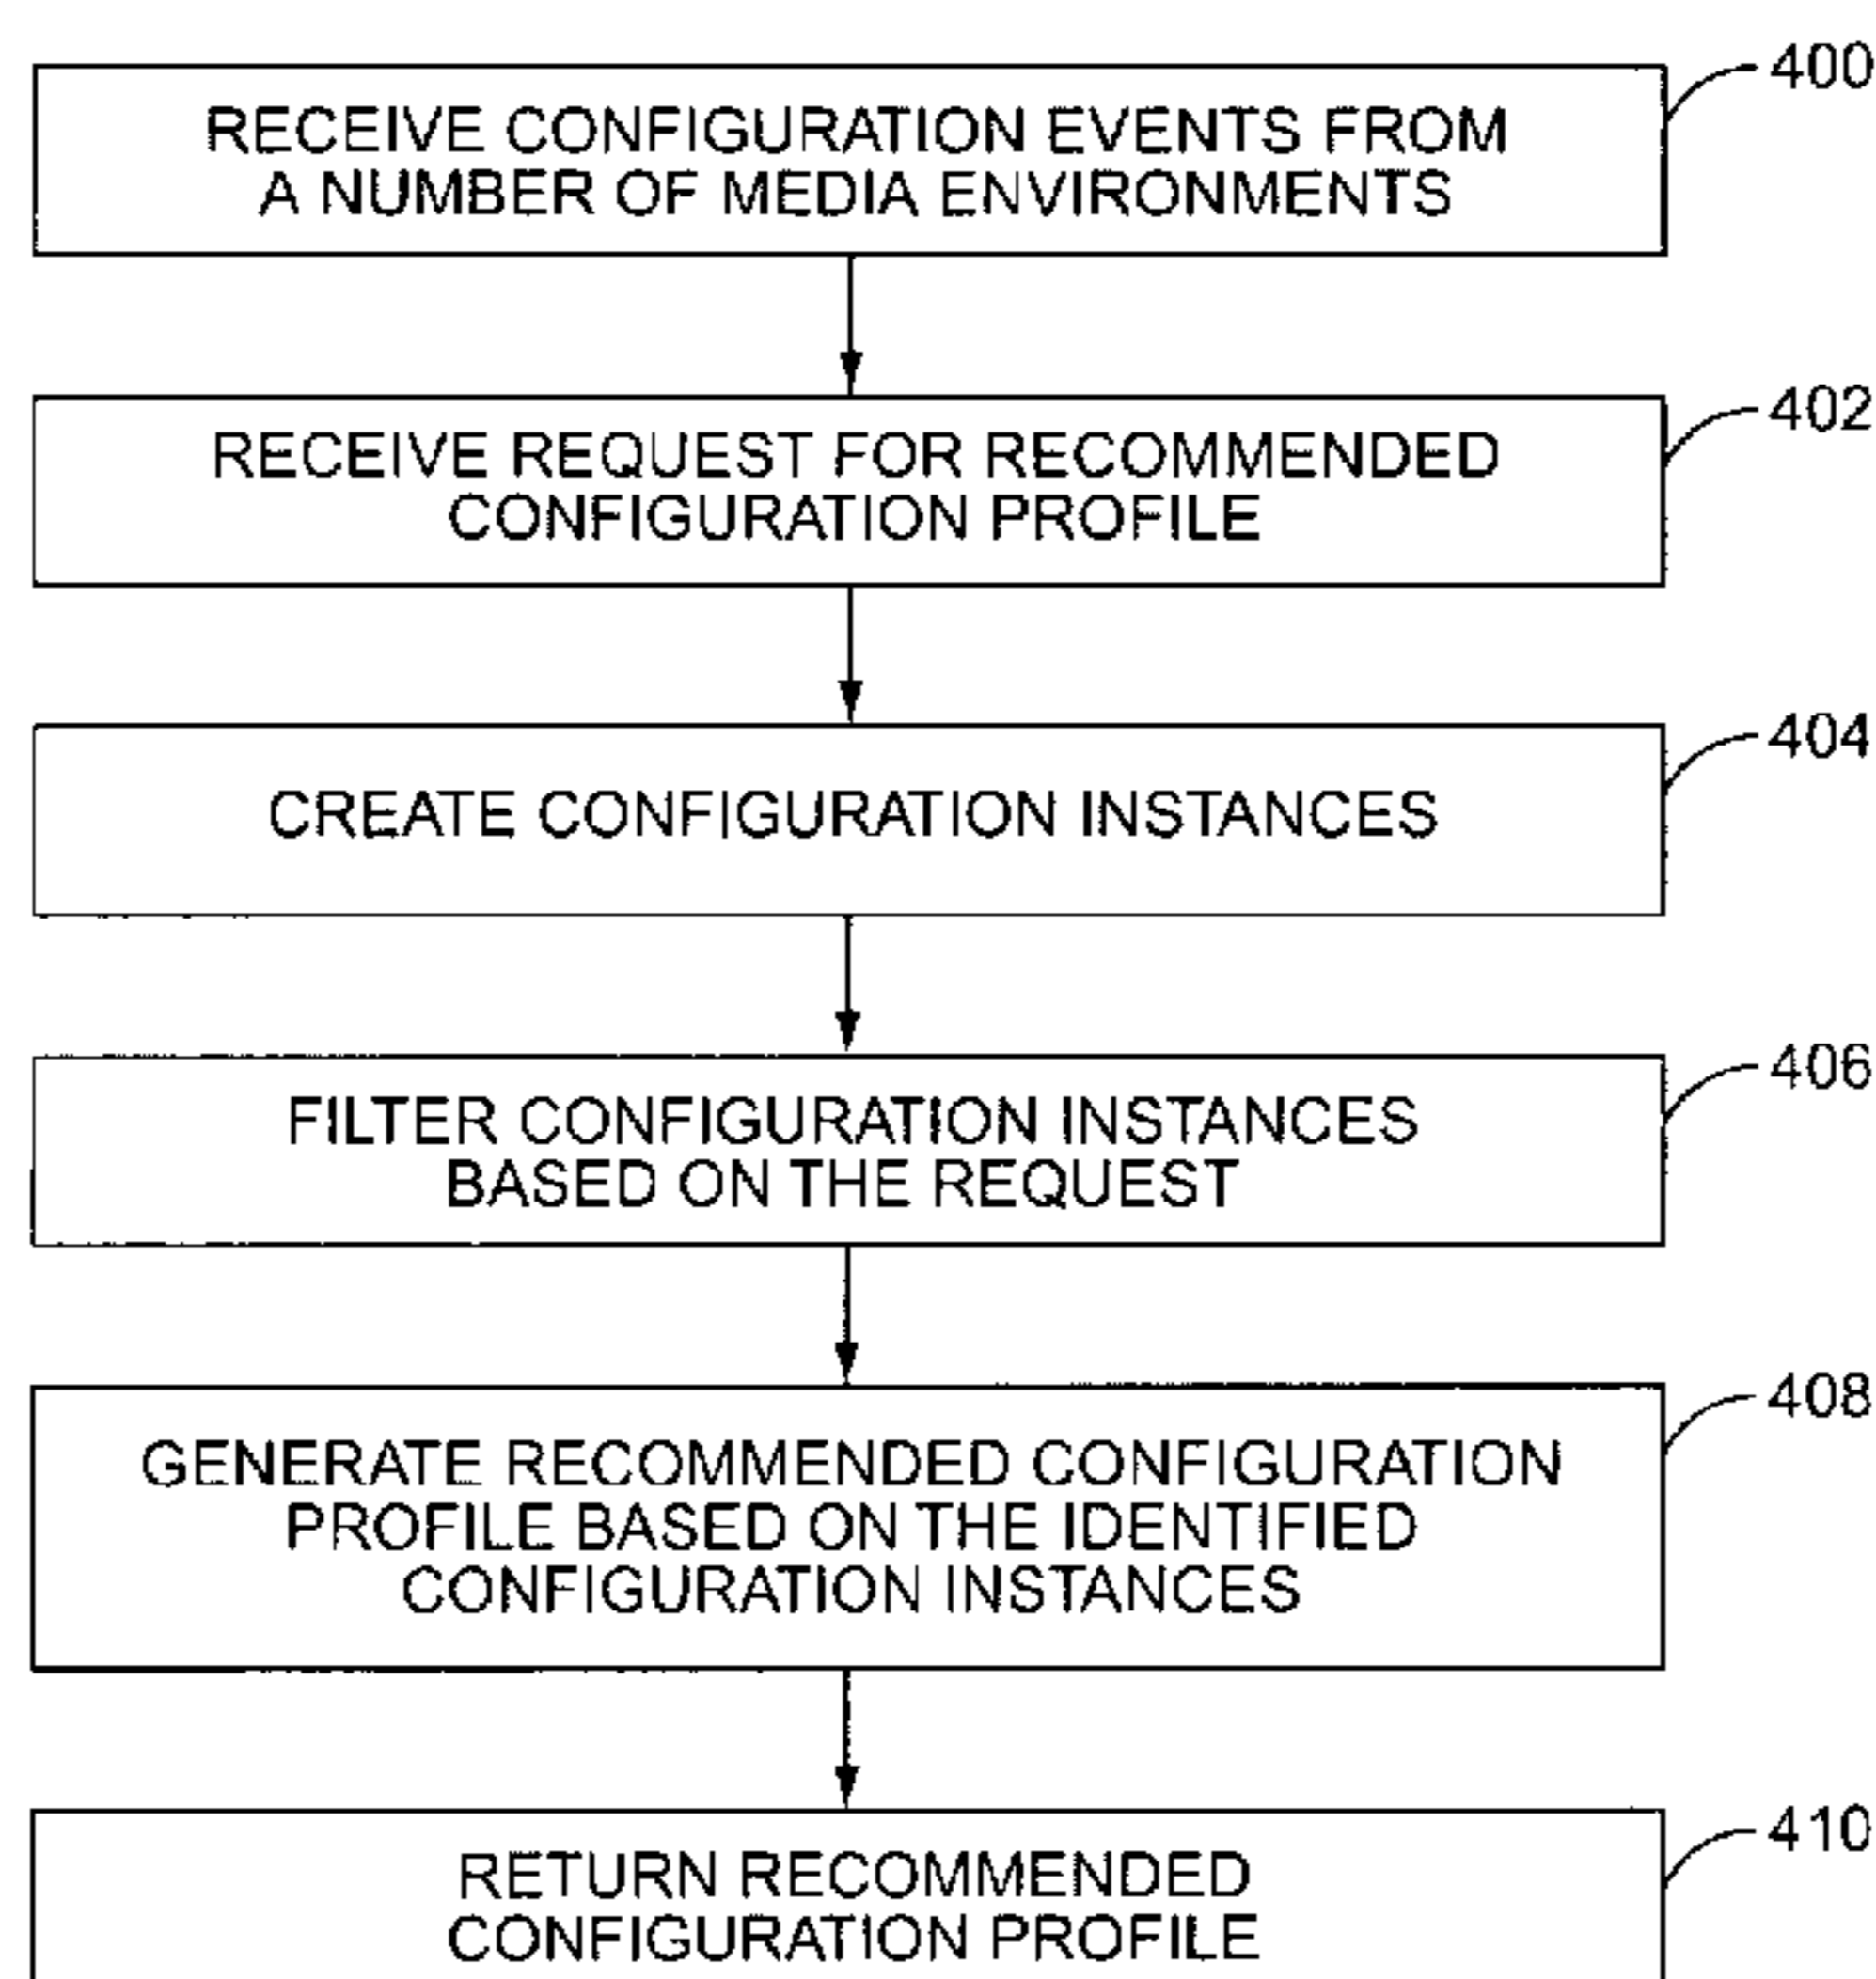 400
RECEIVE CONFIGURATION EVENTS FROM
A NUMBER OF MEDIA ENVIRONMENTS
402
RECEIVE REQUEST FOR RECOMMENDED
CONFIGURATION PROFILE
404
CREATE CONFIGURATION INSTANCES
406
FILTER CONFIGURATION INSTANCES
BASED ON THE REQUEST
408
GENERATE RECOMMENDED CONFIGURATION
PROFILE BASED ON THE IDENTIFIED
CONFIGURATION INSTANCES
410
RETURN RECOMMENDED
CONFIGURATION PROFILE